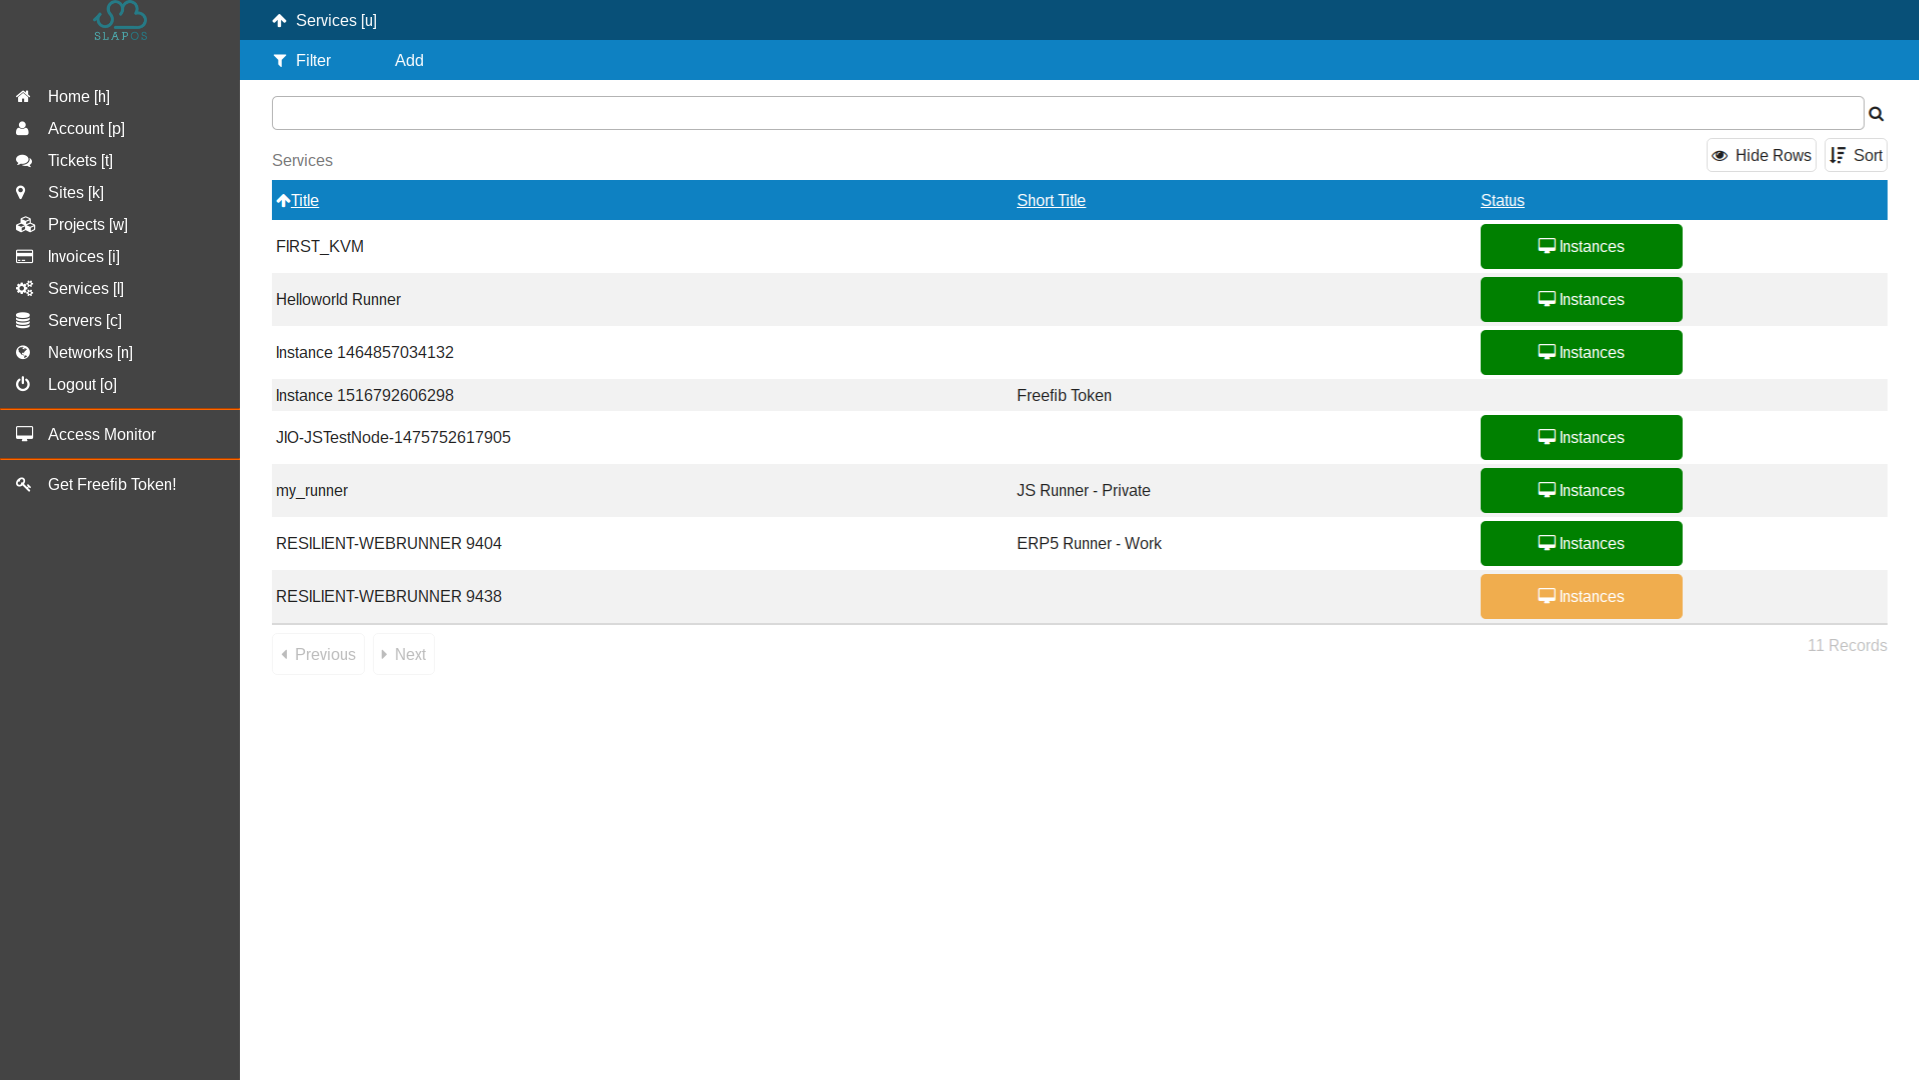 SLAPOS
Services [u]
Filter
Add
Home [h]
Account [p]
Tickets [t]
Sites [k]
Projects [w]
Invoices [i]
Services [l]
Servers [c]
Networks [n]
Logout [o]
Access Monitor
Get Freefib Token!
Services
Hide Rows
Sort
Title
Short Title
Status
FIRST_KVM
Instances
Helloworld Runner
Instances
Instance 1464857034132
Instances
Instance 1516792606298
Freefib Token
JIO-JSTestNode-1475752617905
Instances
my_runner
JS Runner - Private
Instances
RESILIENT-WEBRUNNER 9404
ERP5 Runner - Work
Instances
RESILIENT-WEBRUNNER 9438
Instances
Previous
Next
11 Records